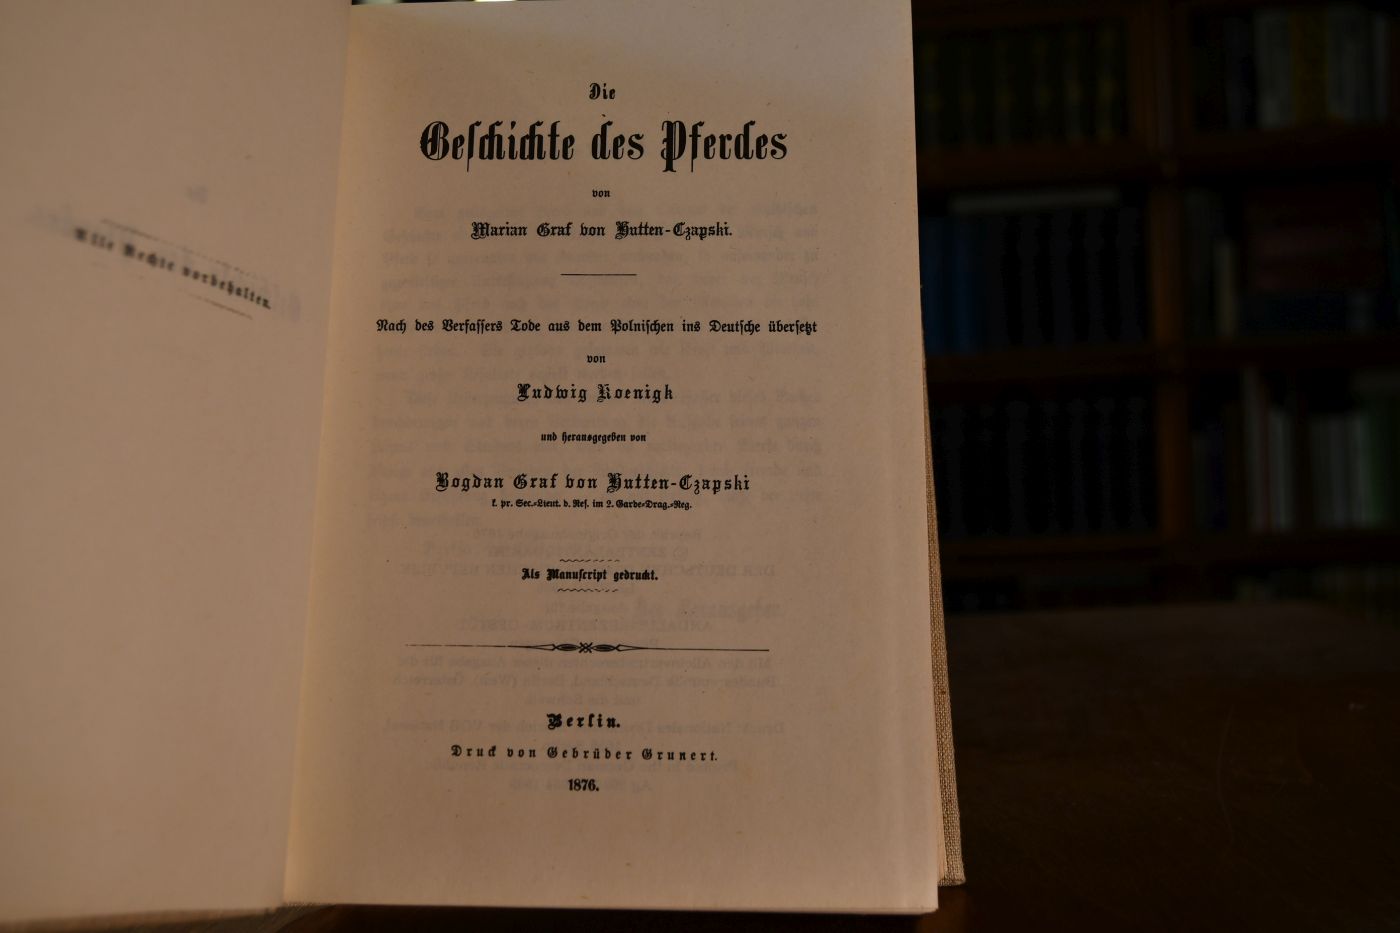 Alle Rechte vorbehalten.
Die
Geſchichte des Pferdes
von
Marian Graf von Hutten-Czapski.
Nach des Verfaſſers Tode aus dem Polniſchen ins Deutſche überſetzt
von
Ludwig Koenigk
und herausgegeben von
Bogdan Graf von Hutten-Czapski
k. pr. Sec.-Lieut. d. Reſ. im 2. Garde-Drag.-Reg.
Als Manuſcript gedruckt.
Berlin.
Druck von Gebrüder Grunert.
1876.